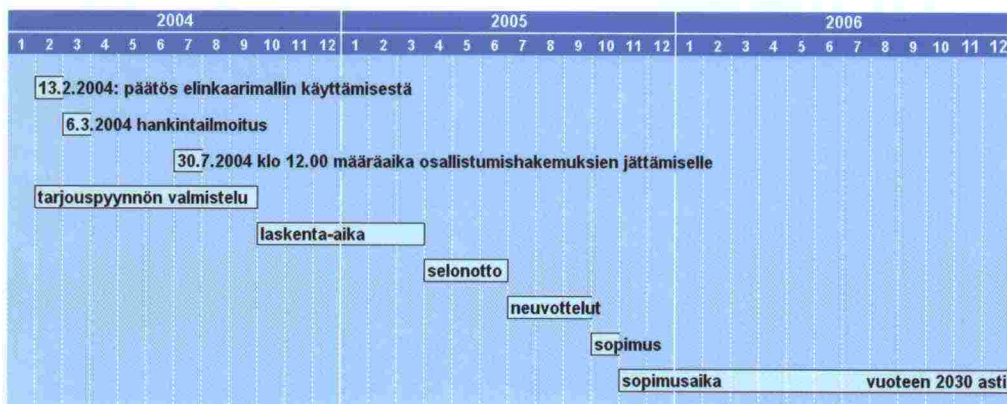 2004 2005 2006
1 2 3 4 5 6 7 8 9 10 11 12 1 2 3 4 5 6 7 8 9 10 11 12 1 2 3 4 5 6 7 8 9 10 11 12
13.2.2004: päätös elinkaarimallin käyttämisestä
6.3.2004 hankintailmoitus
30.7.2004 klo 12.00 määräaika osallistumishakemuksien jättämiselle
tarjouspyynnön valmistelu
laskenta-aika
selonotto
neuvottelut
sopimus
sopimusaika vuoteen 2030 asti